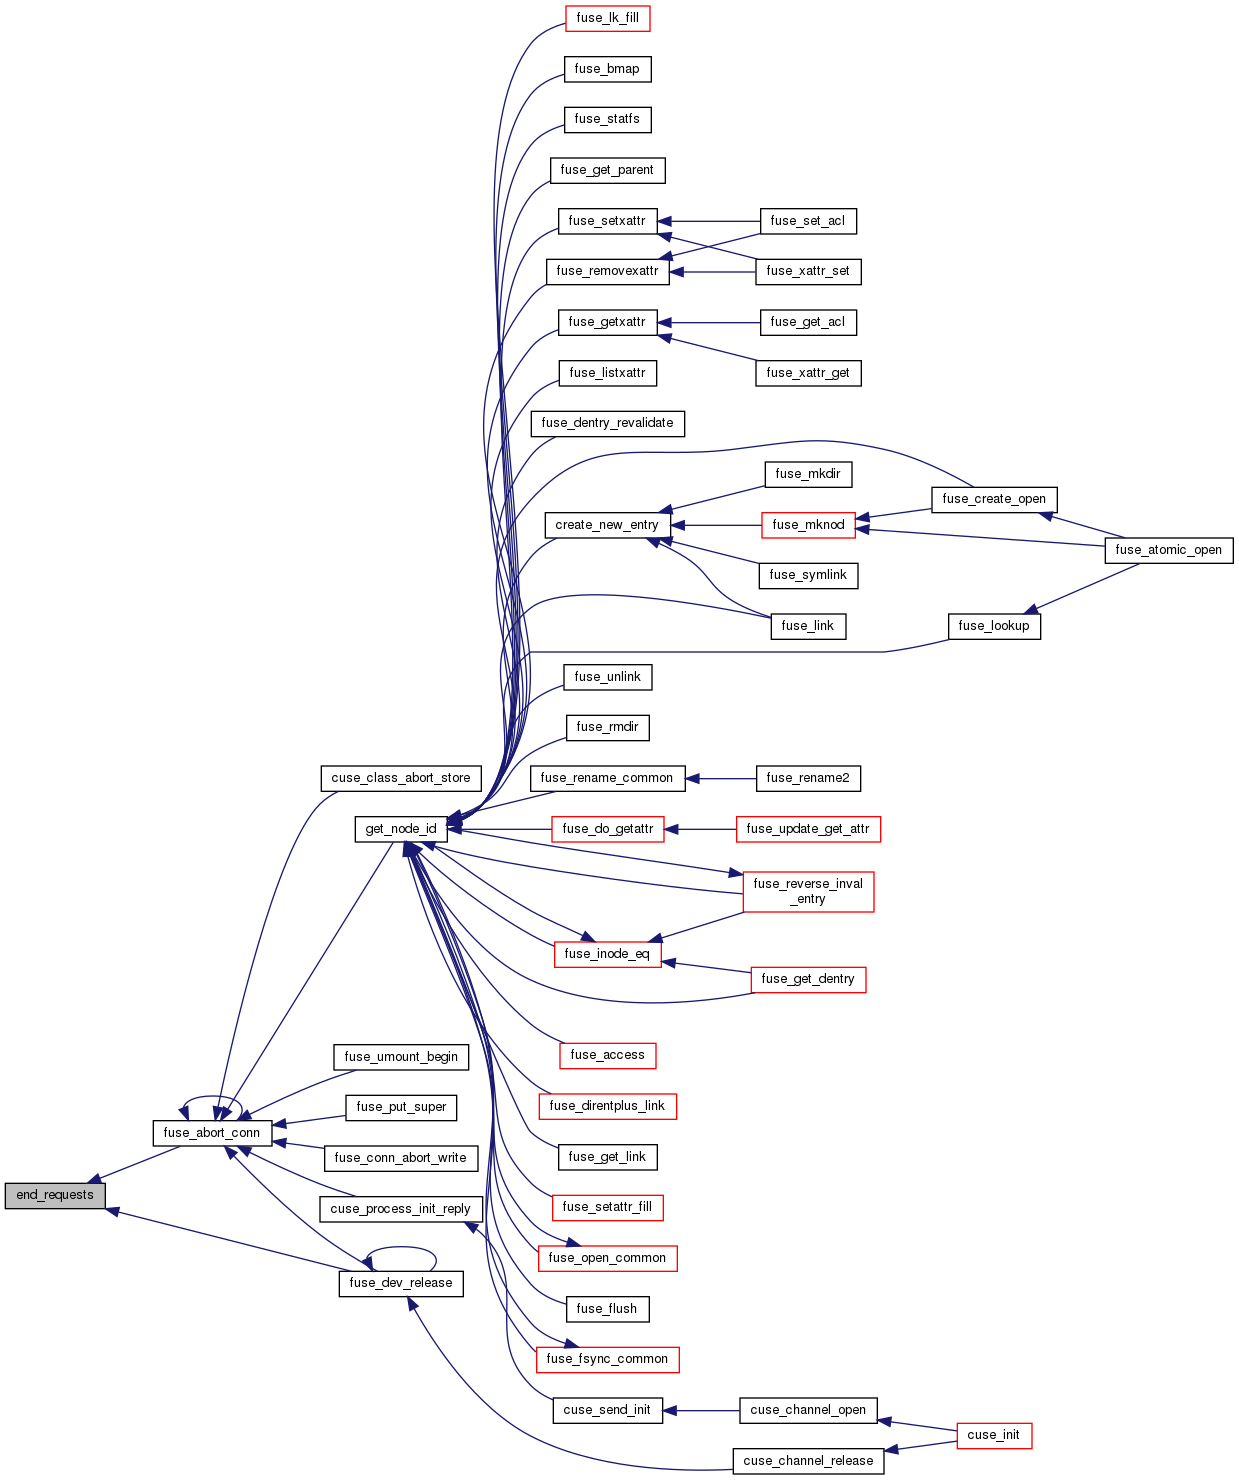 fuse_lk_fill
fuse_bmap
fuse_statfs
fuse_get_parent
fuse_setxattr
fuse_set_acl
fuse_removexattr
fuse_xattr_set
fuse_getxattr
fuse_get_acl
fuse_listxattr
fuse_xattr_get
fuse_dentry_revalidate
fuse_mkdir
fuse_create_open
create_new_entry
fuse_mknod
fuse_atomic_open
fuse_symlink
fuse_link
fuse_lookup
fuse_unlink
fuse_rmdir
cuse_class_abort_store
fuse_rename_common
fuse_rename2
get_node_id
fuse_do_getattr
fuse_update_get_attr
fuse_reverse_inval
_entry
fuse_inode_eq
fuse_get_dentry
fuse_umount_begin
fuse_access
fuse_put_super
fuse_direntplus_link
fuse_abort_conn
fuse_conn_abort_write
fuse_get_link
end_requests
cuse_process_init_reply
fuse_setattr_fill
fuse_open_common
fuse_dev_release
fuse_flush
fuse_fsync_common
cuse_send_init
cuse_channel_open
cuse_init
cuse_channel_release